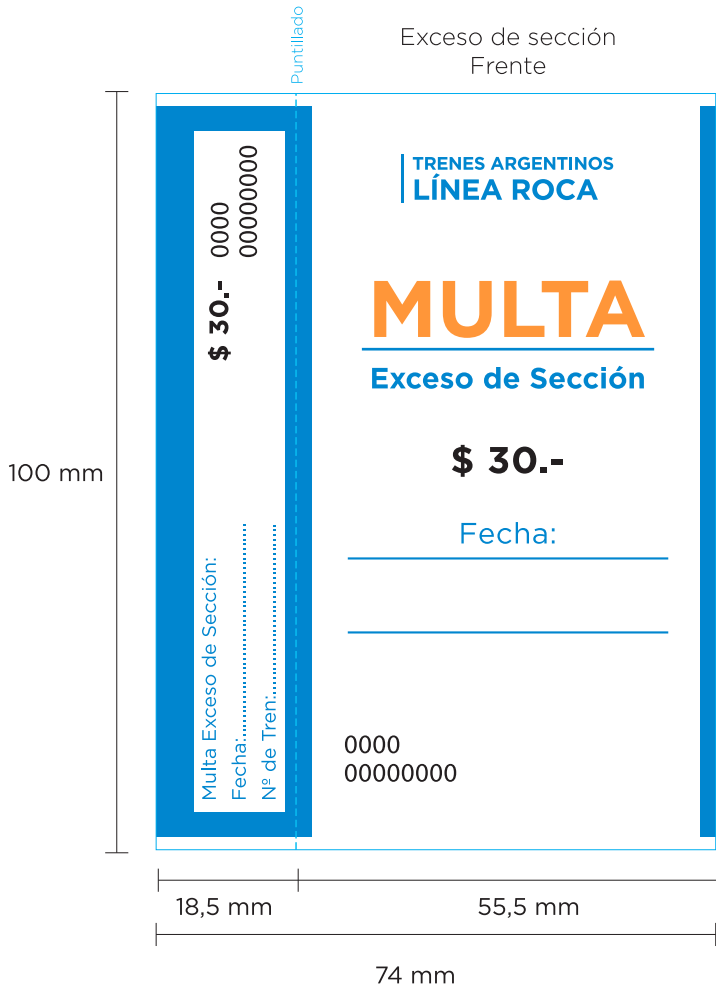 Exceso de sección
Frente
Puntillado
TRENES ARGENTINOS
LÍNEA ROCA
MULTA
Exceso de Sección
$ 30.-
Fecha:
0000
00000000
Multa Exceso de Sección:
$ 30.-
0000
00000000
Fecha:
Nº de Tren:
100 mm
18,5 mm
55,5 mm
74 mm